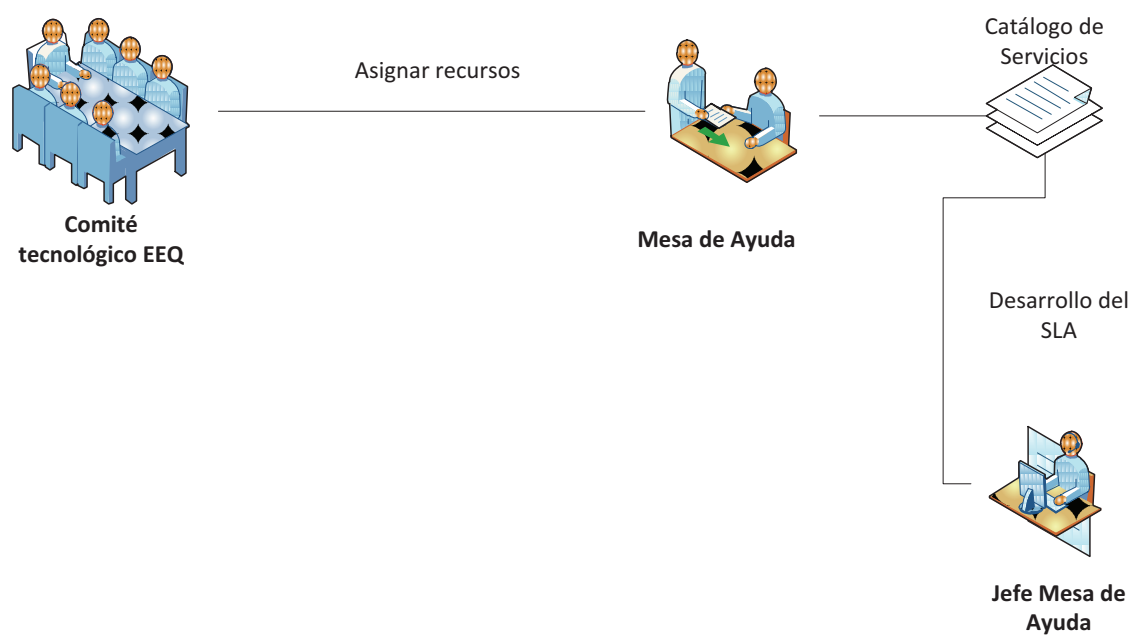 Catálogo de
Servicios
Asignar recursos
Comité
tecnológico EEQ
Mesa de Ayuda
Desarrollo del
SLA
Jefe Mesa de
Ayuda